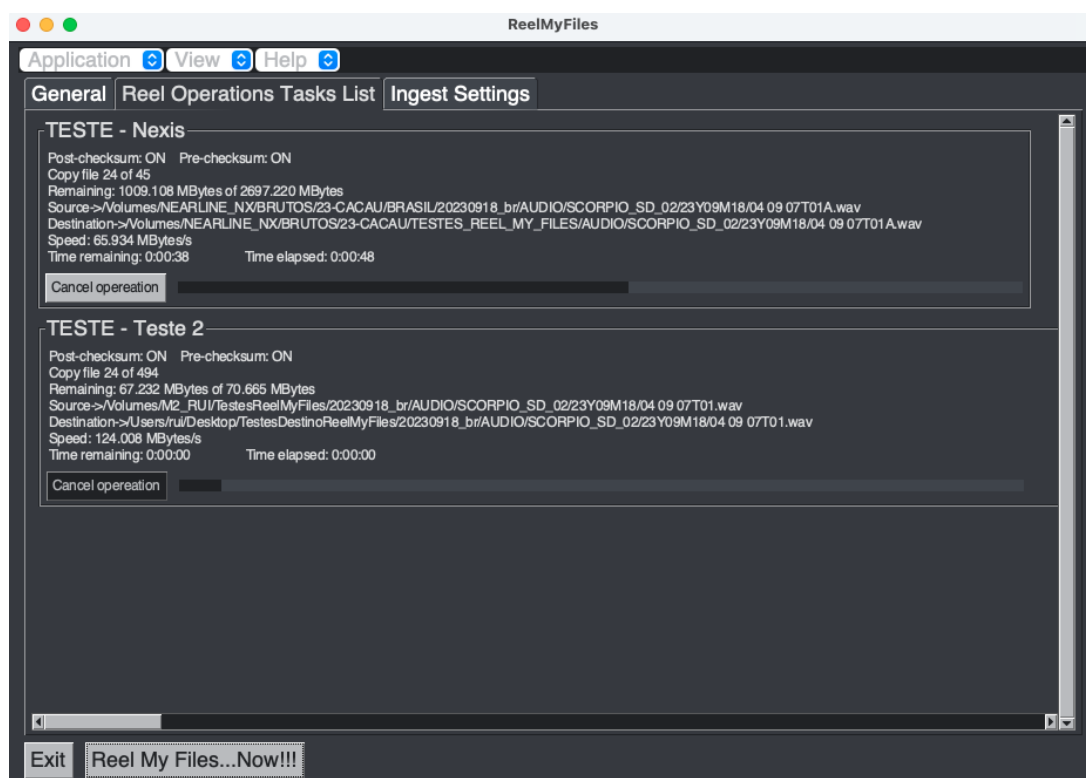 ReelMyFiles
Application View Help
General Reel Operations Tasks List Ingest Settings
TESTE - Nexis
Post-checksum: ON Pre-checksum: ON
Copy file 24 of 45
Remaining: 1009.108 MBytes of 2697.220 MBytes
Source->/Volumes/NEARLINE_NX/BRUTOS/23-CACAU/BRASIL/20230918_br/AUDIO/SCORPIO_SD_02/23Y09M18/04 09 07T01A.wav
Destination->/Volumes/NEARLINE_NX/BRUTOS/23-CACAU/TESTES_REEL_MY_FILES/AUDIO/SCORPIO_SD_02/23Y09M18/04 09 07T01A.wav
Speed: 65.934 MBytes/s
Time remaining: 0:00:38 Time elapsed: 0:00:48
Cancel opereation
TESTE - Teste 2
Post-checksum: ON Pre-checksum: ON
Copy file 24 of 494
Remaining: 67.232 MBytes of 70.665 MBytes
Source->/Volumes/M2_RUI/TestesReelMyFiles/20230918_br/AUDIO/SCORPIO_SD_02/23Y09M18/04 09 07T01.wav
Destination->/Users/rui/Desktop/TestesDestinoReelMyFiles/20230918_br/AUDIO/SCORPIO_SD_02/23Y09M18/04 09 07T01.wav
Speed: 124.008 MBytes/s
Time remaining: 0:00:00 Time elapsed: 0:00:00
Cancel opereation
Exit Reel My Files...Now!!!